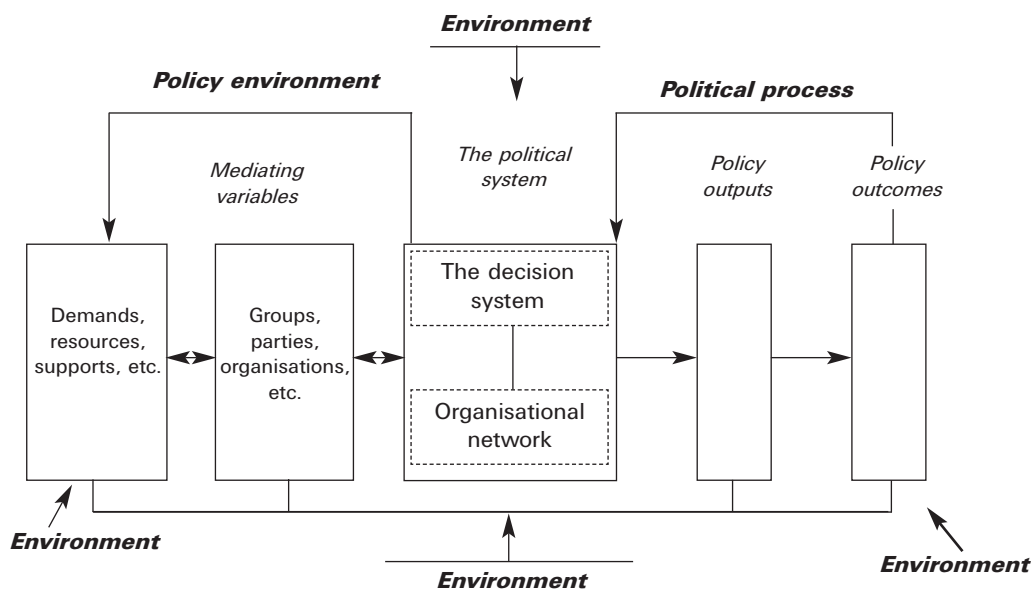 Environment
Policy environment
Political process
Mediating
variables
The political
system
Policy
outputs
Policy
outcomes
Demands,
resources,
supports, etc.
Groups,
parties,
organisations,
etc.
The decision
system
Organisational
network
Environment
Environment
Environment